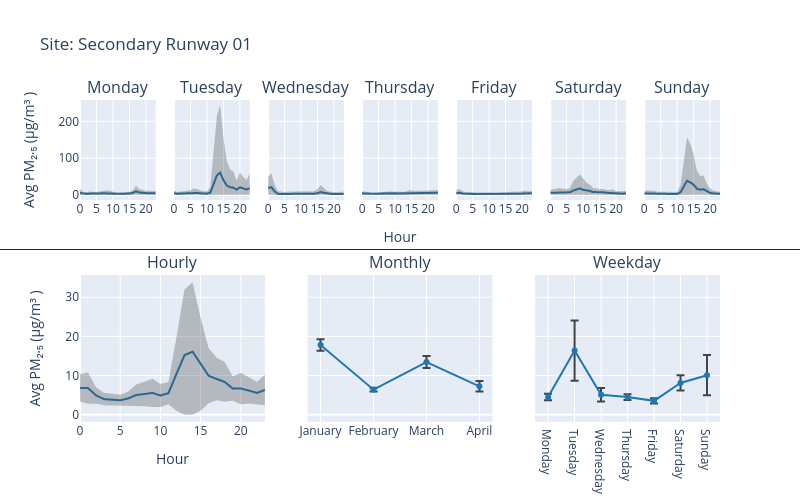 Site: Secondary Runway 01
Monday Tuesday Wednesday Thursday Friday Saturday Sunday
Avg PM₂.₅ (µg/m³ )
200
100
0
0 5 10 15 20 0 5 10 15 20 0 5 10 15 20 0 5 10 15 20 0 5 10 15 20 0 5 10 15 20 0 5 10 15 20
Hour
Hourly Monthly Weekday
Avg PM₂.₅ (µg/m³ )
30
20
10
0
0 5 10 15 20
Hour
January February March April
Monday Tuesday Wednesday Thursday Friday Saturday Sunday